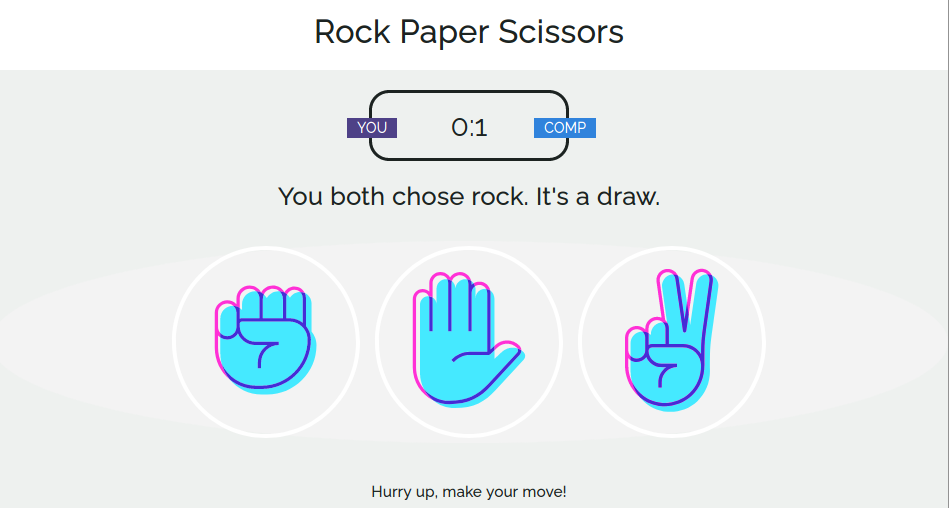 Rock Paper Scissors
YOU
0:1
COMP
You both chose rock. It's a draw.
Hurry up, make your move!